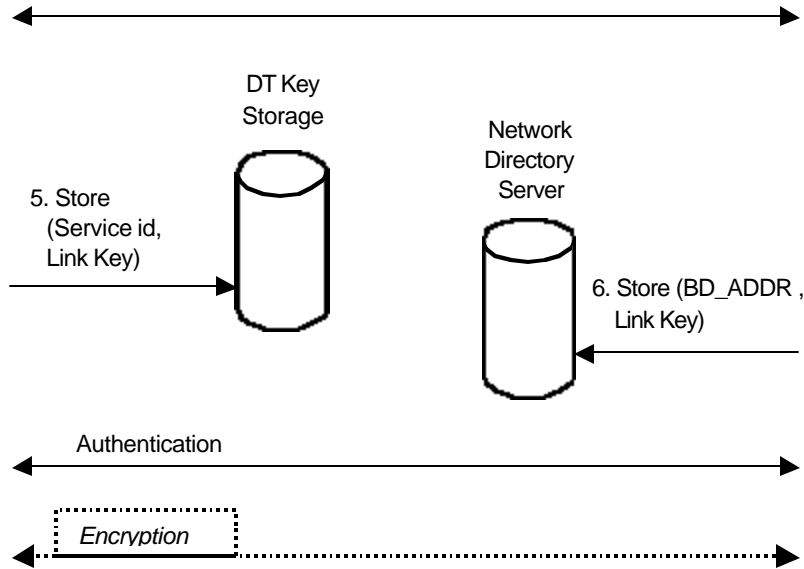 DT Key
Storage
Network
Directory
Server
5. Store
(Service id,
Link Key)
6. Store (BD_ADDR ,
Link Key)
Authentication
Encryption